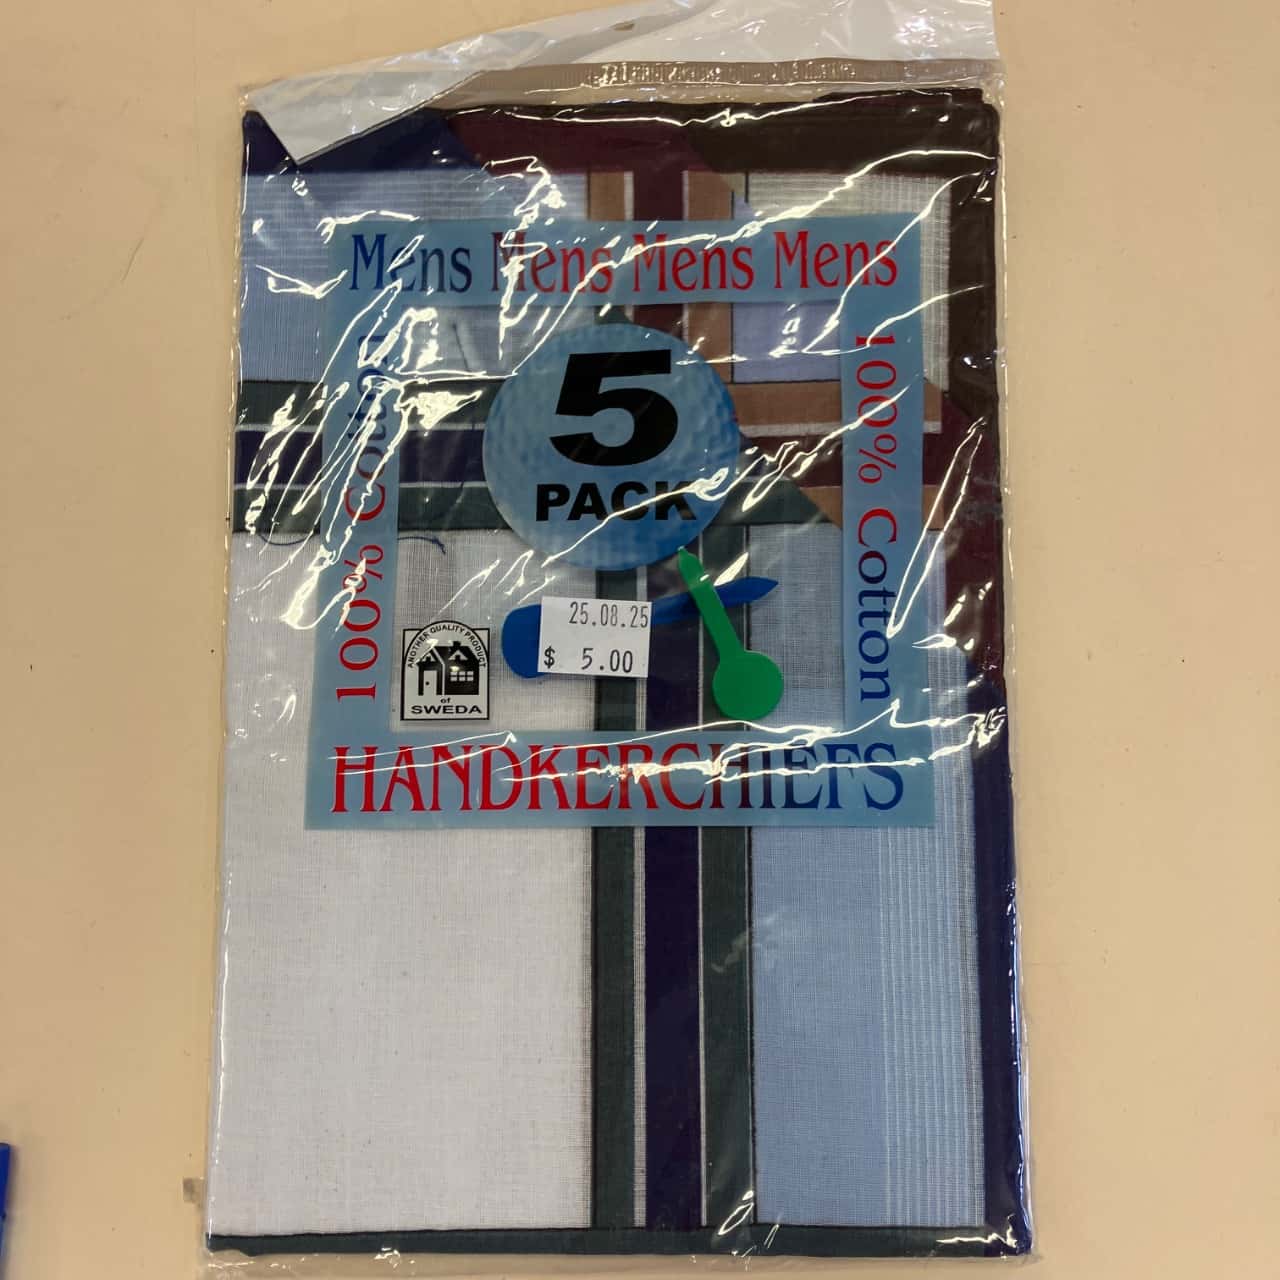 Mens Mens Mens Mens
100% Cotton
100% Cotton
5
PACK
25.08.25
$ 5.00
ANOTHER QUALITY PRODUCT
of
SWEDA
HANDKERCHIEFS